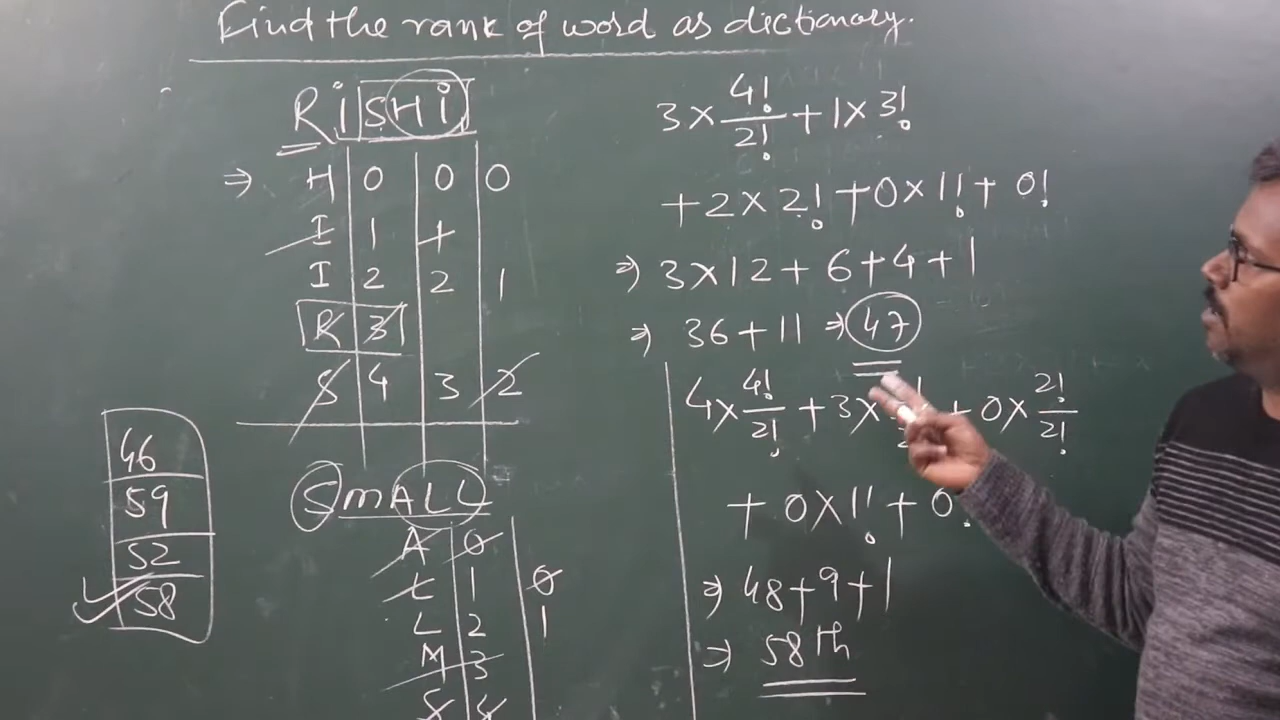 Find the rank of word as dictionary.
RiSHi
⇒ H 0 0 0
I 1 1
I 2 2 1
R 3
S 4 3 2
3 × 4!/2! + 1 × 3!
+ 2 × 2! + 0 × 1! + 0!
⇒ 3 × 12 + 6 + 4 + 1
⇒ 36 + 11 ⇒ 47
46
59
52
58
SmALL
A 0
L 1 0
L 2 1
M 3
S 4
4 × 4!/2! + 3 × + 0 × 2!/2!
+ 0 × 1! + 0!
⇒ 48 + 9 + 1
⇒ 58th